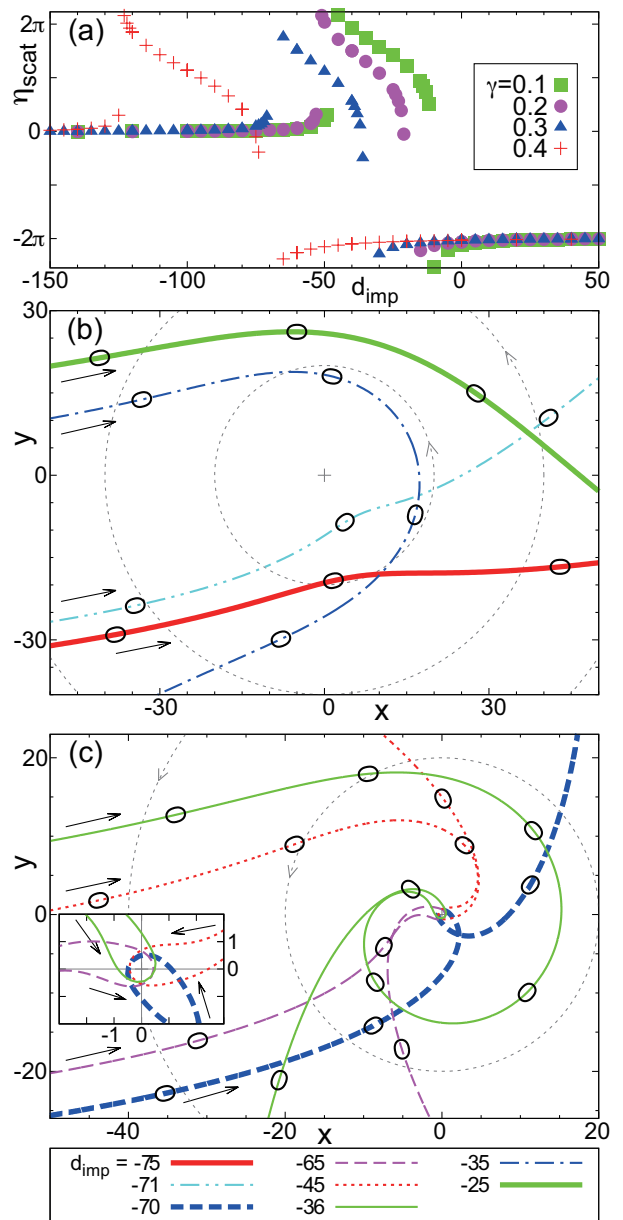 (a)
η_scat
2π
0
-2π
γ=0.1
0.2
0.3
0.4
-150 -100 -50 0 50
d_imp
(b)
30
y
0
-30
-30 0 30
x
(c)
20
y
0
-20
1
0
-1 0
-40 -20 0 20
x
d_imp = -75 -65 -35
-71 -45 -25
-70 -36